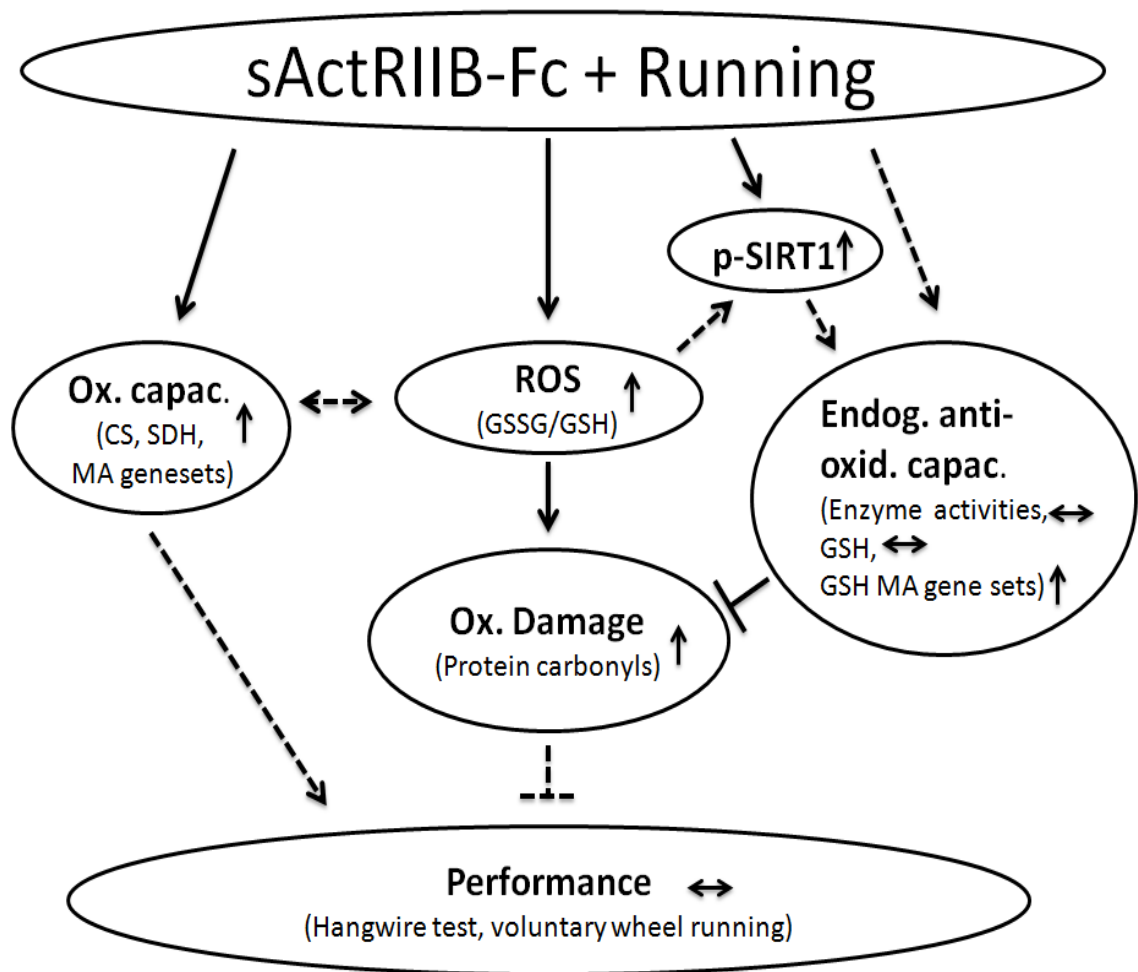 sActRIIB-Fc + Running
p-SIRT1↑
Ox. capac. ↑
(CS, SDH,
MA genesets)
ROS ↑
(GSSG/GSH)
Endog. anti-
oxid. capac.
(Enzyme activities, ↔
GSH, ↔
GSH MA gene sets) ↑
Ox. Damage ↑
(Protein carbonyls)
Performance ↔
(Hangwire test, voluntary wheel running)